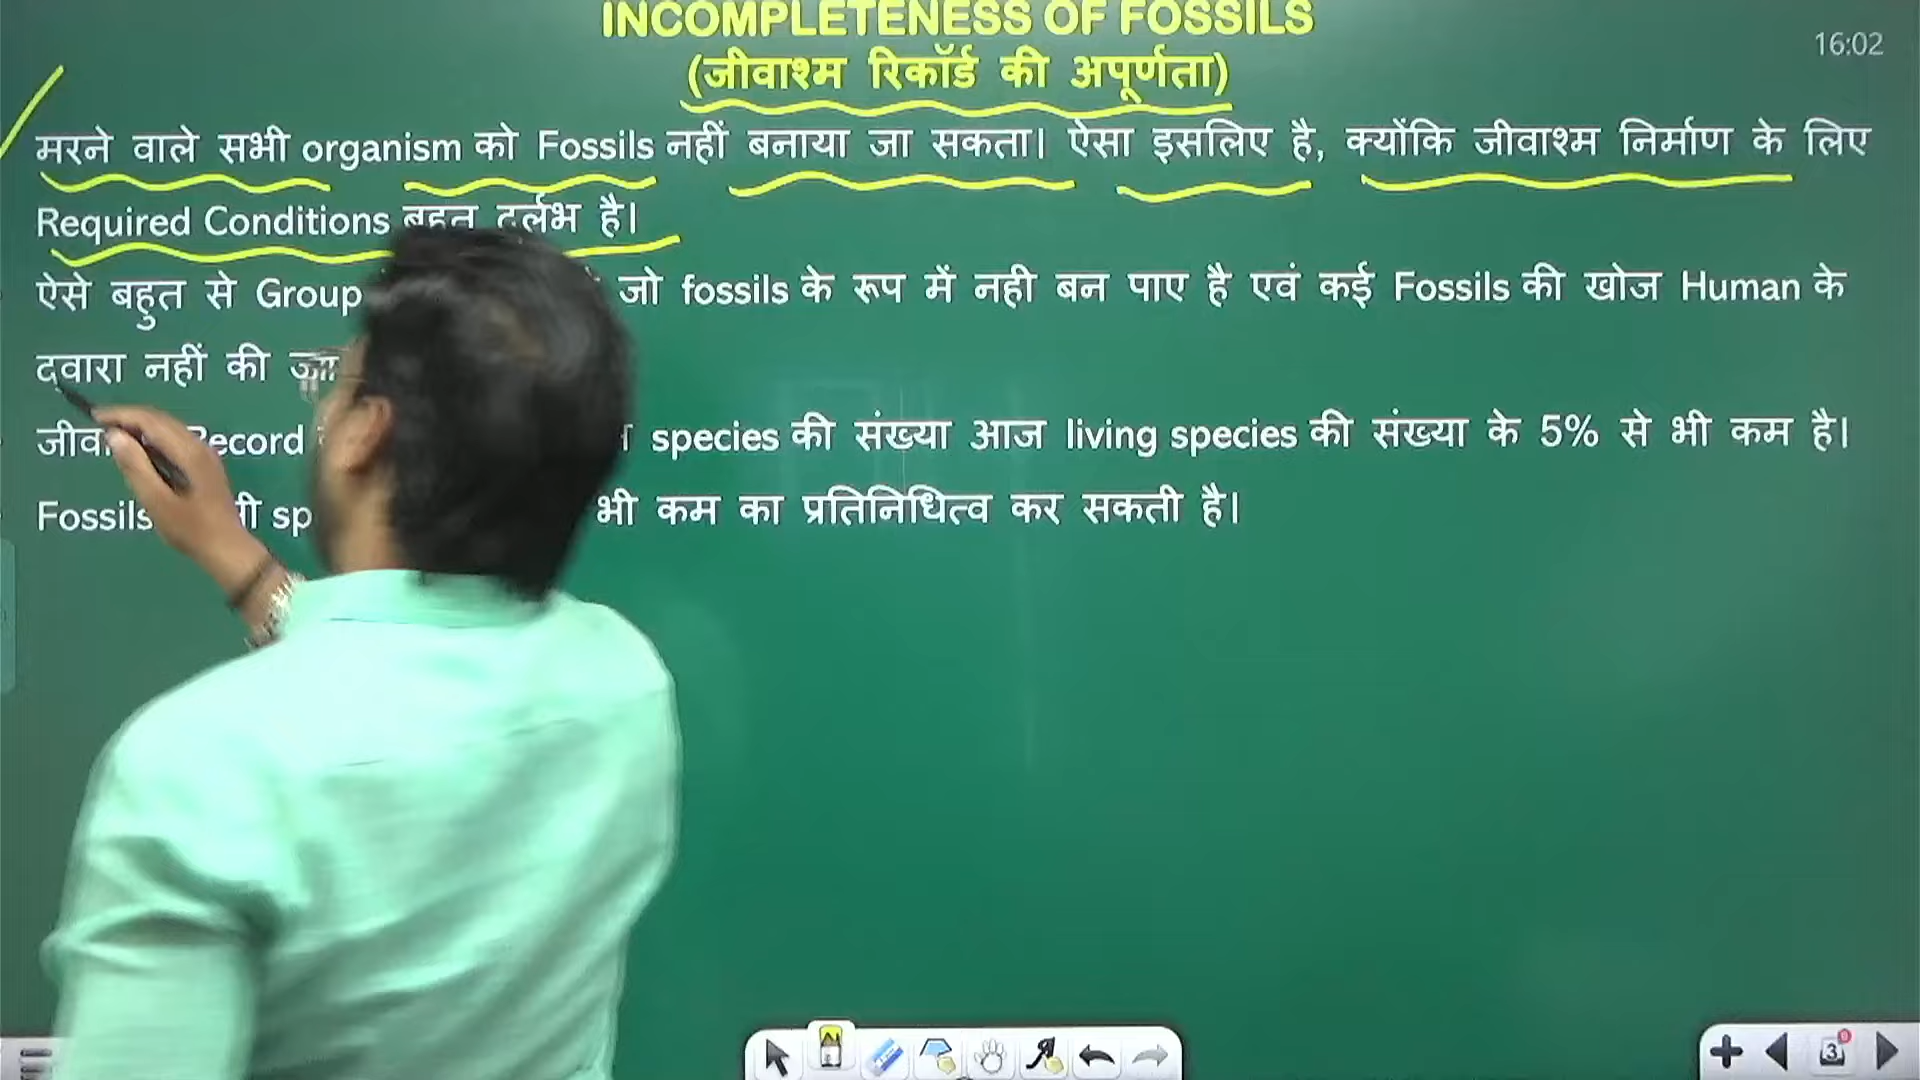 INCOMPLETENESS OF FOSSILS
16:02
(जीवाश्म रिकॉर्ड की अपूर्णता)
मरने वाले सभी organism को Fossils नहीं बनाया जा सकता। ऐसा इसलिए है, क्योंकि जीवाश्म निर्माण के लिए
Required Conditions बहुत दुर्लभ है।
ऐसे बहुत से Group जो fossils के रूप में नही बन पाए है एवं कई Fossils की खोज Human के
दवारा नहीं की जा
Record species की संख्या आज living species की संख्या के 5% से भी कम है।
Fossils भी कम का प्रतिनिधित्व कर सकती है।
3